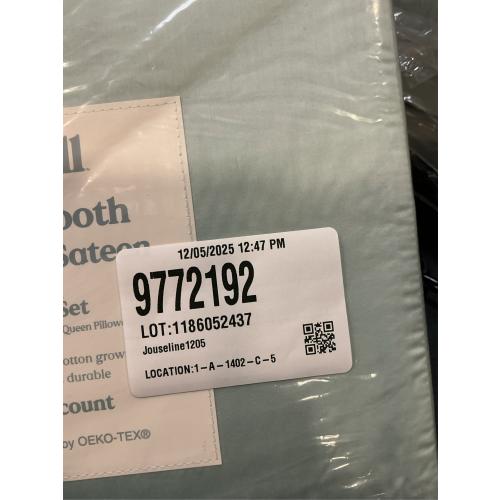 ll
ooth
Sateen
Set
Queen Pillow
otton grow
durable
count
by OEKO-TEX®
12/05/2025 12:47 PM
9772192
LOT:1186052437
Jouseline1205
LOCATION:1-A-1402-C-5